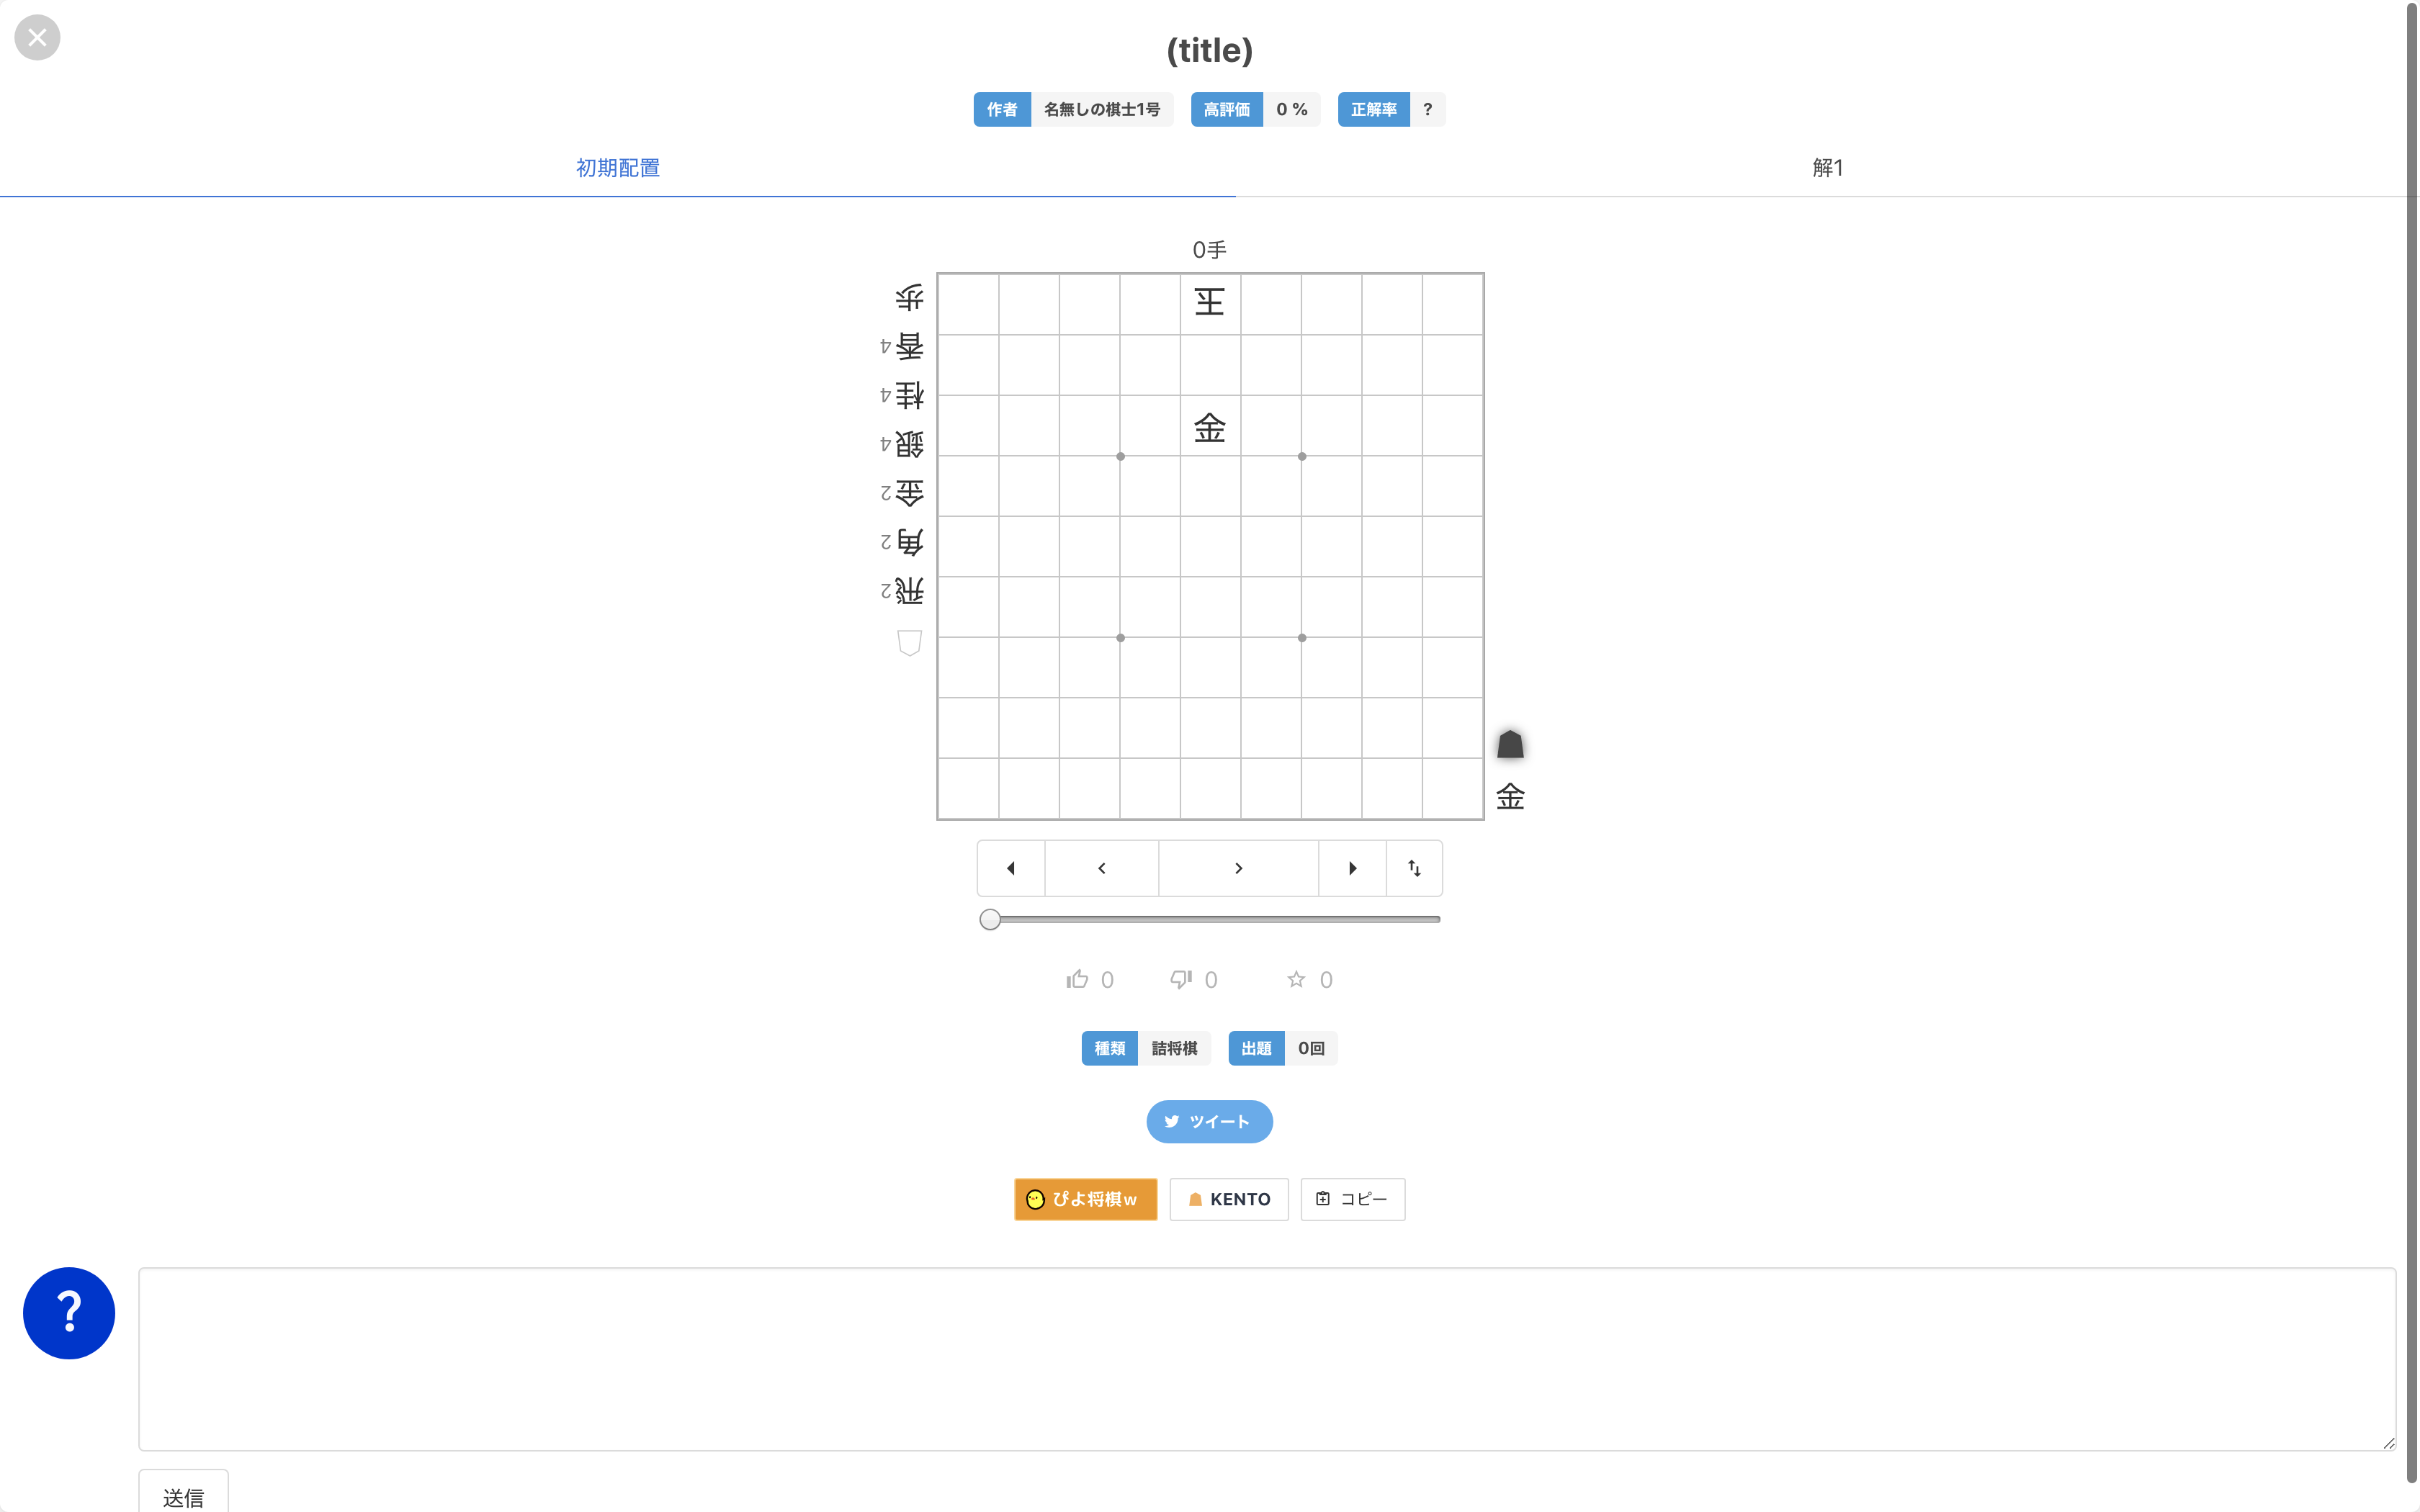 (title)
作者 名無しの棋士1号 高評価 0 % 正解率 ?
初期配置 解1
0手
歩
香4
桂4
銀4
金2
角2
飛2
王
金
金
0 0 0
種類 詰将棋 出題 0回
ツイート
ぴよ将棋w KENTO コピー
?
送信